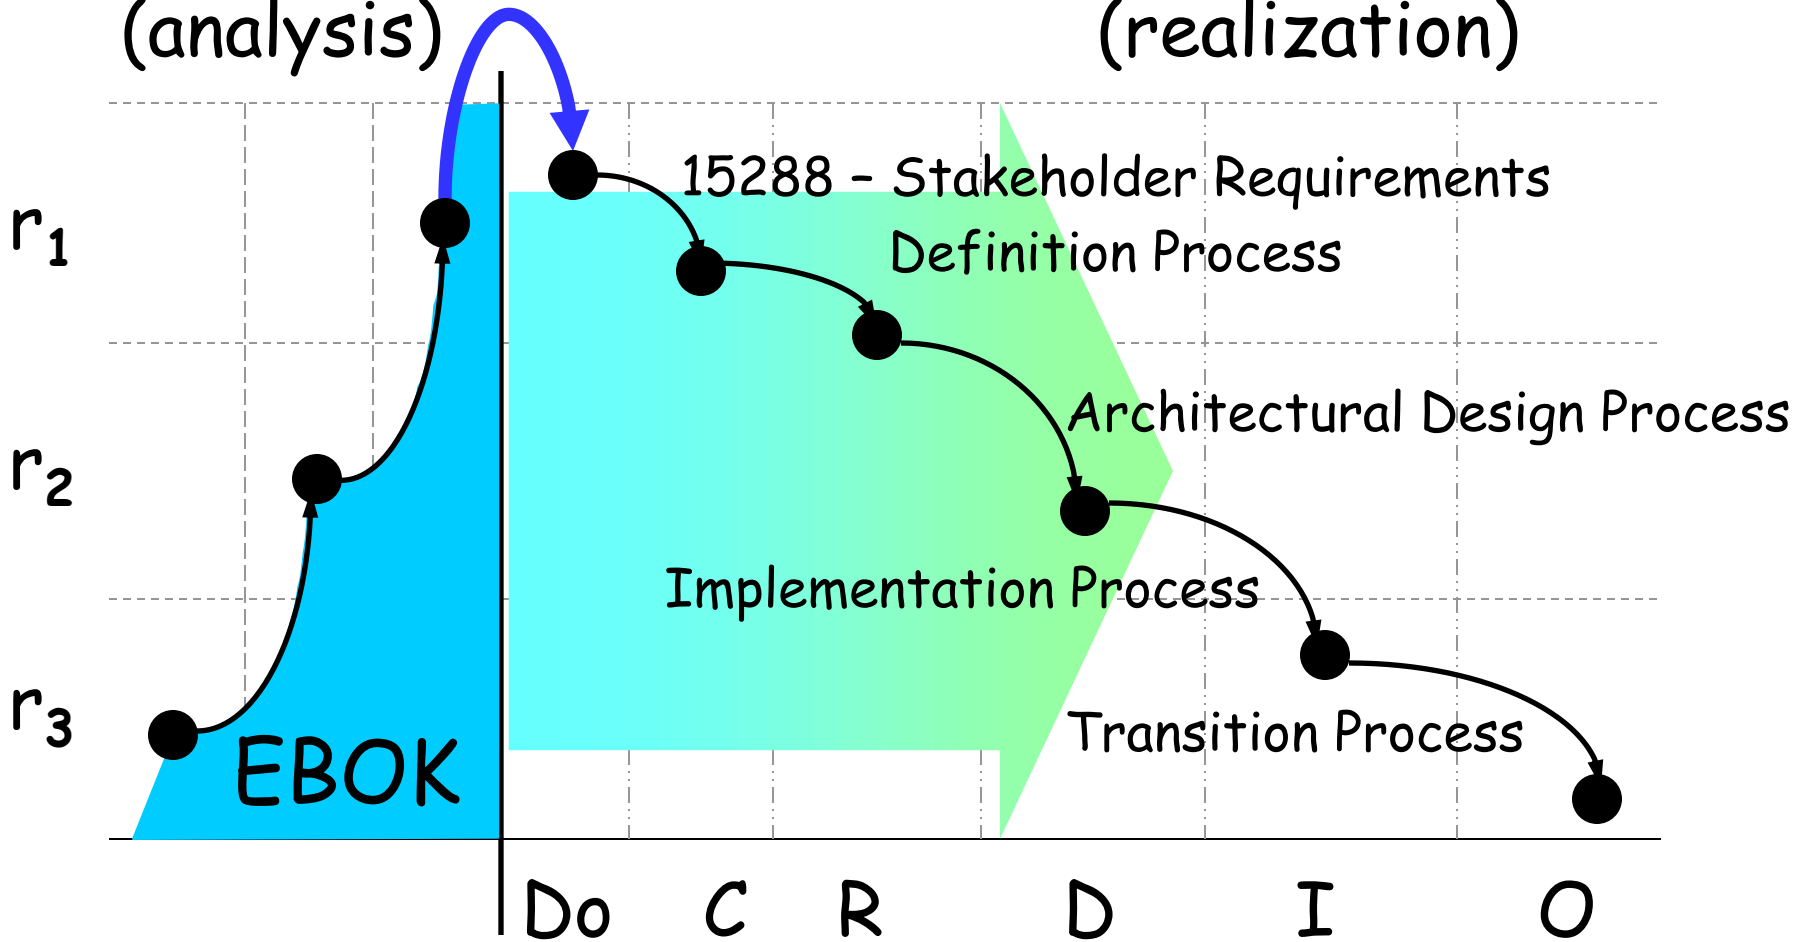 (analysis)
(realization)
15288 – Stakeholder Requirements
Definition Process
r1
Architectural Design Process
r2
Implementation Process
r3
Transition Process
EBOK
Do C R D I O